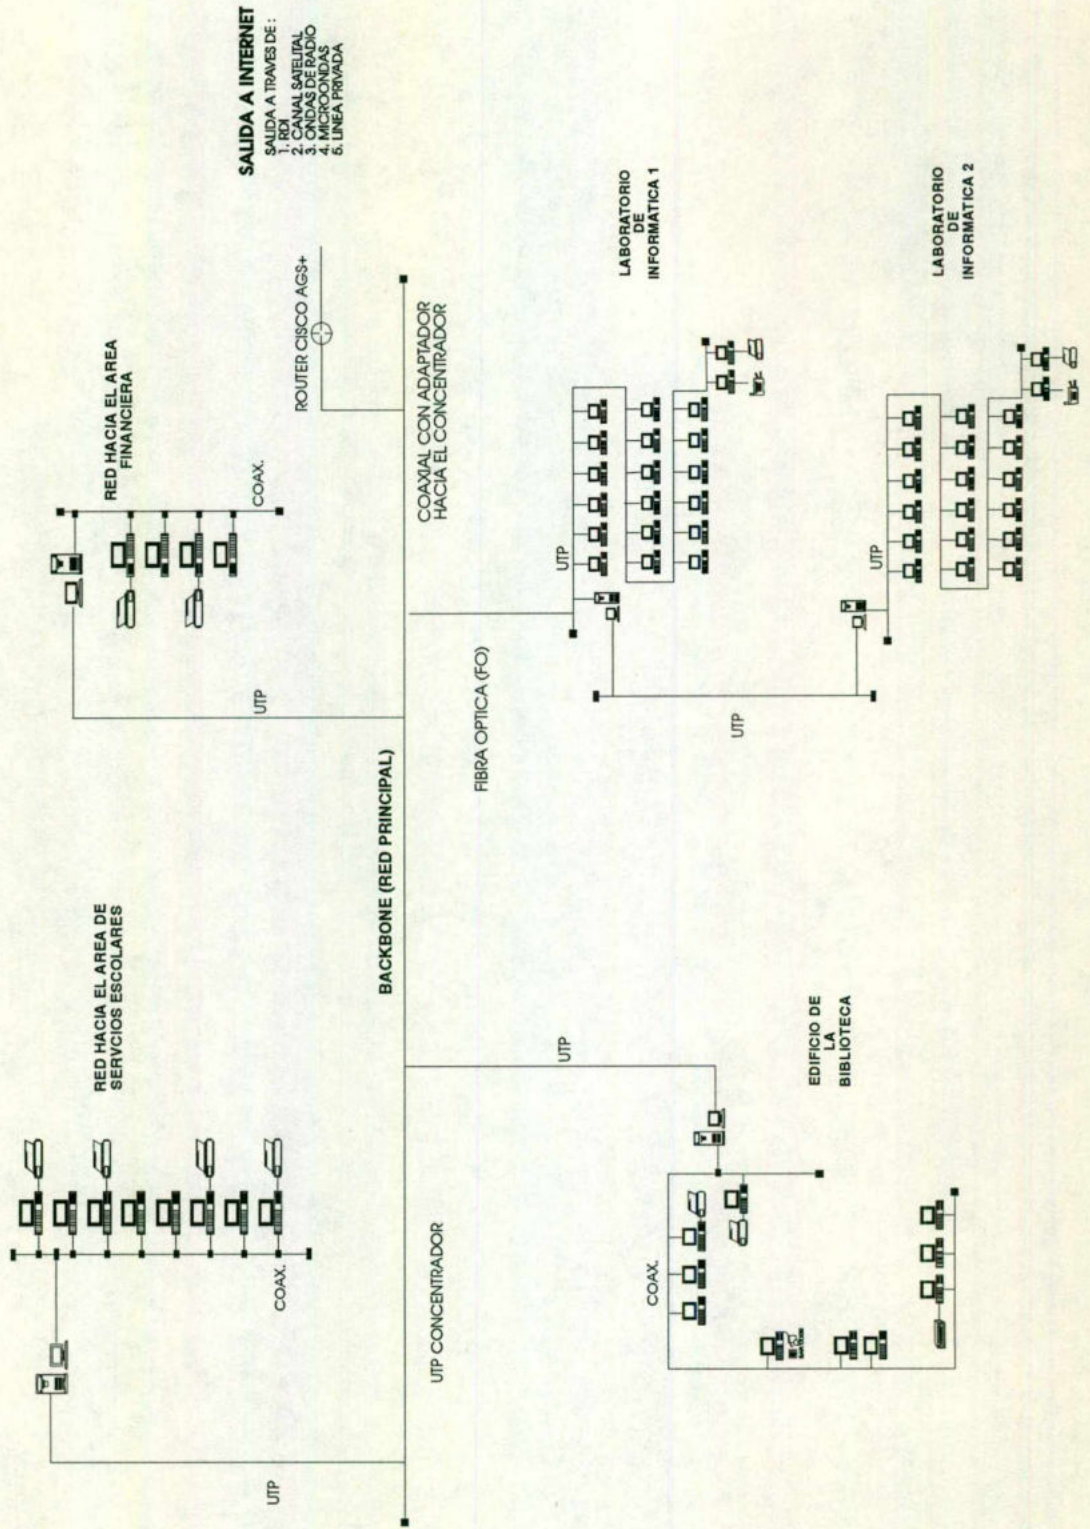 RED HACIA EL AREA DE
SERVCIOS ESCOLARES
COAX.
UTP
RED HACIA EL AREA
FINANCIERA
COAX.
UTP
SALIDA A INTERNET
SALIDA A TRAVES DE :
1. RDI
2. CANAL SATELITAL
3. ONDAS DE RADIO
4. MICROONDAS
5. LINEA PRIVADA
ROUTER CISCO AGS+
BACKBONE (RED PRINCIPAL)
UTP CONCENTRADOR
COAXIAL CON ADAPTADOR
HACIA EL CONCENTRADOR
FIBRA OPTICA (FO)
UTP
UTP
LABORATORIO
DE
INFORMATICA 1
COAX.
UTP
EDIFICIO DE
LA
BIBLIOTECA
UTP
LABORATORIO
DE
INFORMATICA 2